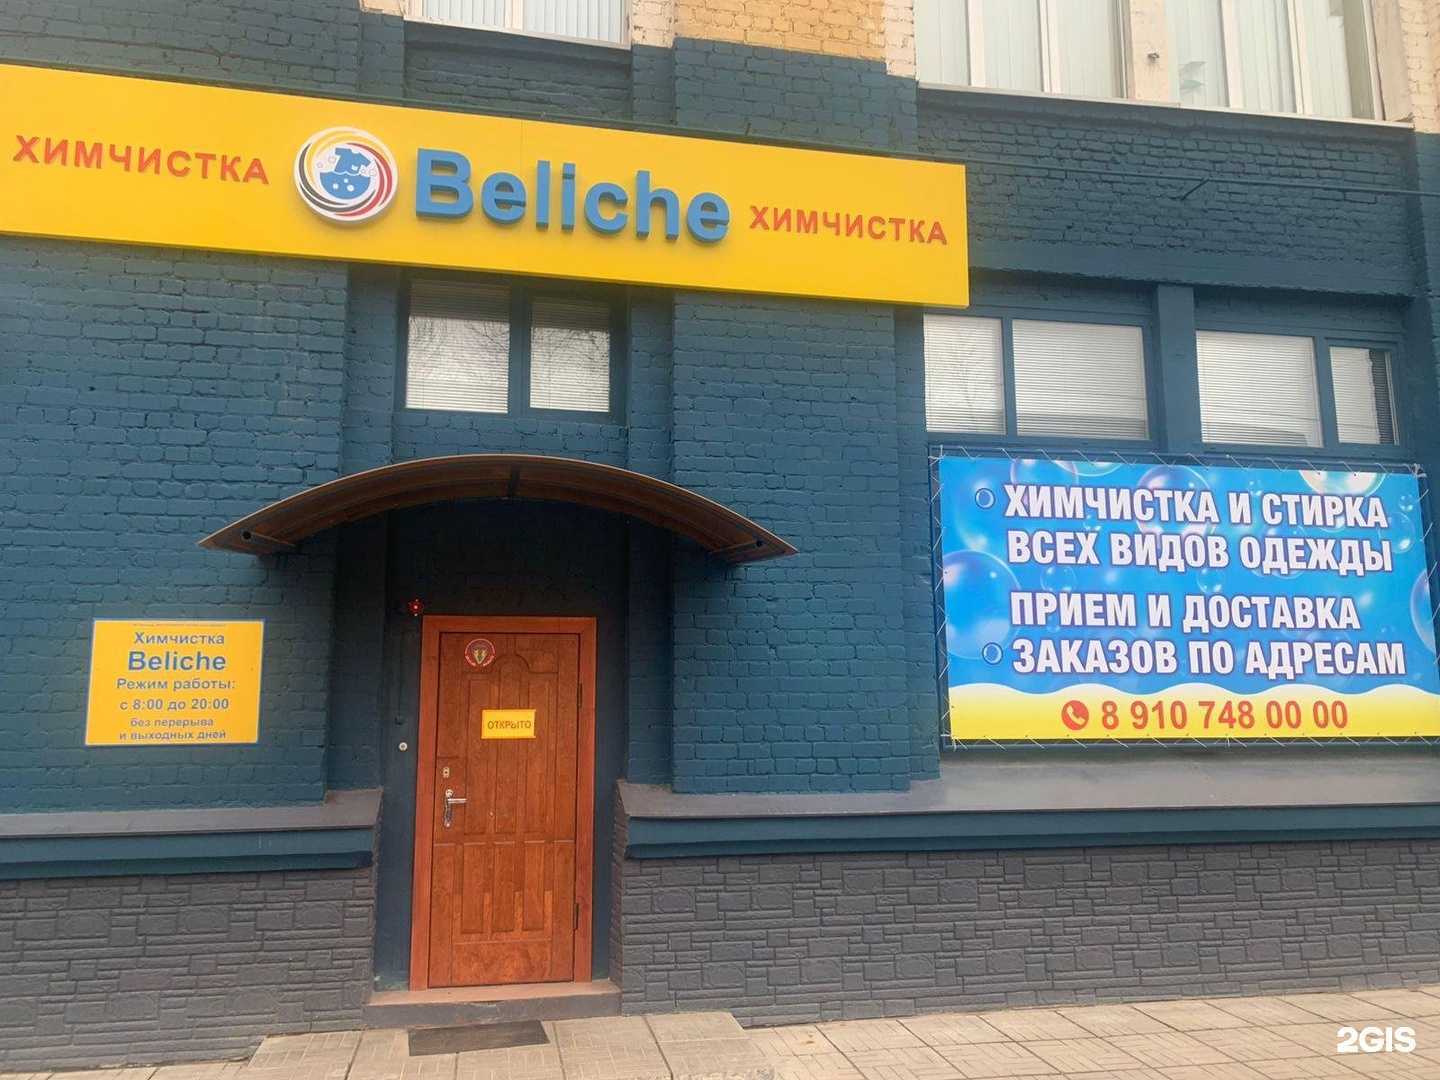 ХИМЧИСТКА Beliche ХИМЧИСТКА
Химчистка
Beliche
Режим работы:
с 8:00 до 20:00
без перерыва
и выходных дней
ОТКРЫТО
ХИМЧИСТКА И СТИРКА
ВСЕХ ВИДОВ ОДЕЖДЫ
ПРИЕМ И ДОСТАВКА
ЗАКАЗОВ ПО АДРЕСАМ
8 910 748 00 00
2GIS